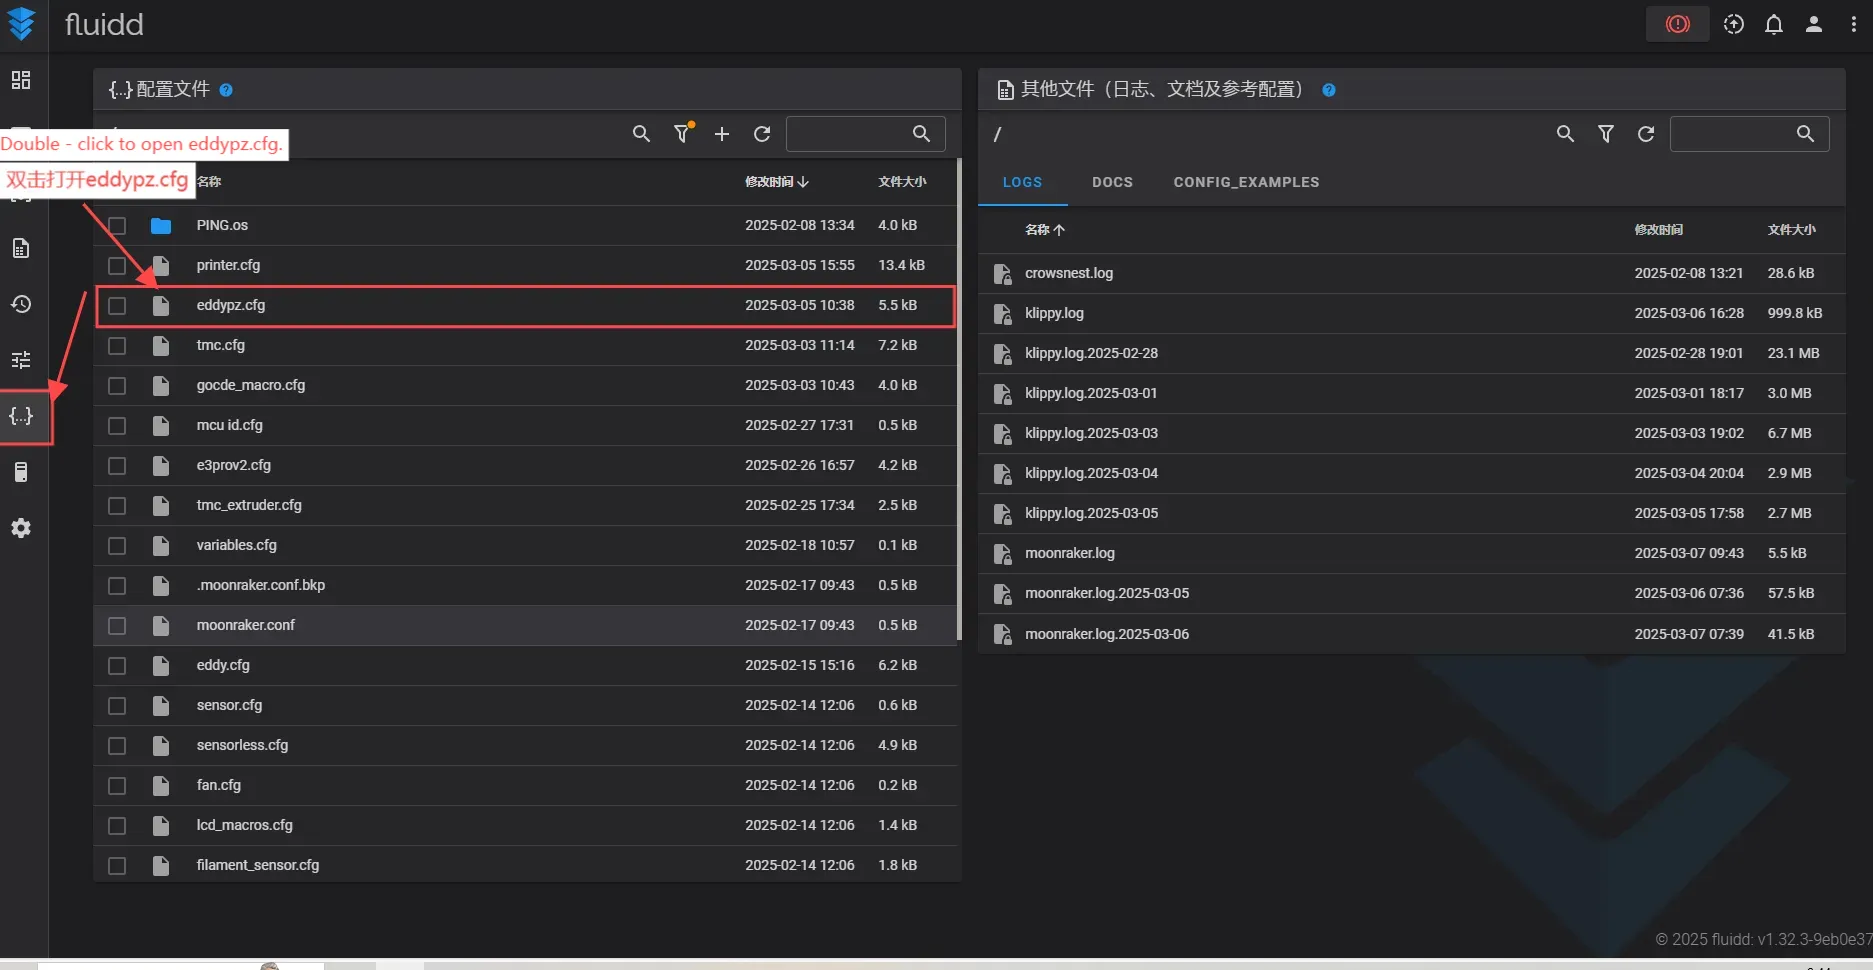 fluidd
{...} 配置文件 ?
Double - click to open eddypz.cfg.
双击打开eddypz.cfg
名称 修改时间 文件大小
PING.os 2025-02-08 13:34 4.0 kB
printer.cfg 2025-03-05 15:55 13.4 kB
eddypz.cfg 2025-03-05 10:38 5.5 kB
tmc.cfg 2025-03-03 11:14 7.2 kB
gocde_macro.cfg 2025-03-03 10:43 4.0 kB
mcu id.cfg 2025-02-27 17:31 0.5 kB
e3prov2.cfg 2025-02-26 16:57 4.2 kB
tmc_extruder.cfg 2025-02-25 17:34 2.5 kB
variables.cfg 2025-02-18 10:57 0.1 kB
.moonraker.conf.bkp 2025-02-17 09:43 0.5 kB
moonraker.conf 2025-02-17 09:43 0.5 kB
eddy.cfg 2025-02-15 15:16 6.2 kB
sensor.cfg 2025-02-14 12:06 0.6 kB
sensorless.cfg 2025-02-14 12:06 4.9 kB
fan.cfg 2025-02-14 12:06 0.2 kB
lcd_macros.cfg 2025-02-14 12:06 1.4 kB
filament_sensor.cfg 2025-02-14 12:06 1.8 kB
其他文件（日志、文档及参考配置） ?
/
LOGS DOCS CONFIG_EXAMPLES
名称 修改时间 文件大小
crowsnest.log 2025-02-08 13:21 28.6 kB
klippy.log 2025-03-06 16:28 999.8 kB
klippy.log.2025-02-28 2025-02-28 19:01 23.1 MB
klippy.log.2025-03-01 2025-03-01 18:17 3.0 MB
klippy.log.2025-03-03 2025-03-03 19:02 6.7 MB
klippy.log.2025-03-04 2025-03-04 20:04 2.9 MB
klippy.log.2025-03-05 2025-03-05 17:58 2.7 MB
moonraker.log 2025-03-07 09:43 5.5 kB
moonraker.log.2025-03-05 2025-03-06 07:36 57.5 kB
moonraker.log.2025-03-06 2025-03-07 07:39 41.5 kB
© 2025 fluidd: v1.32.3-9eb0e37